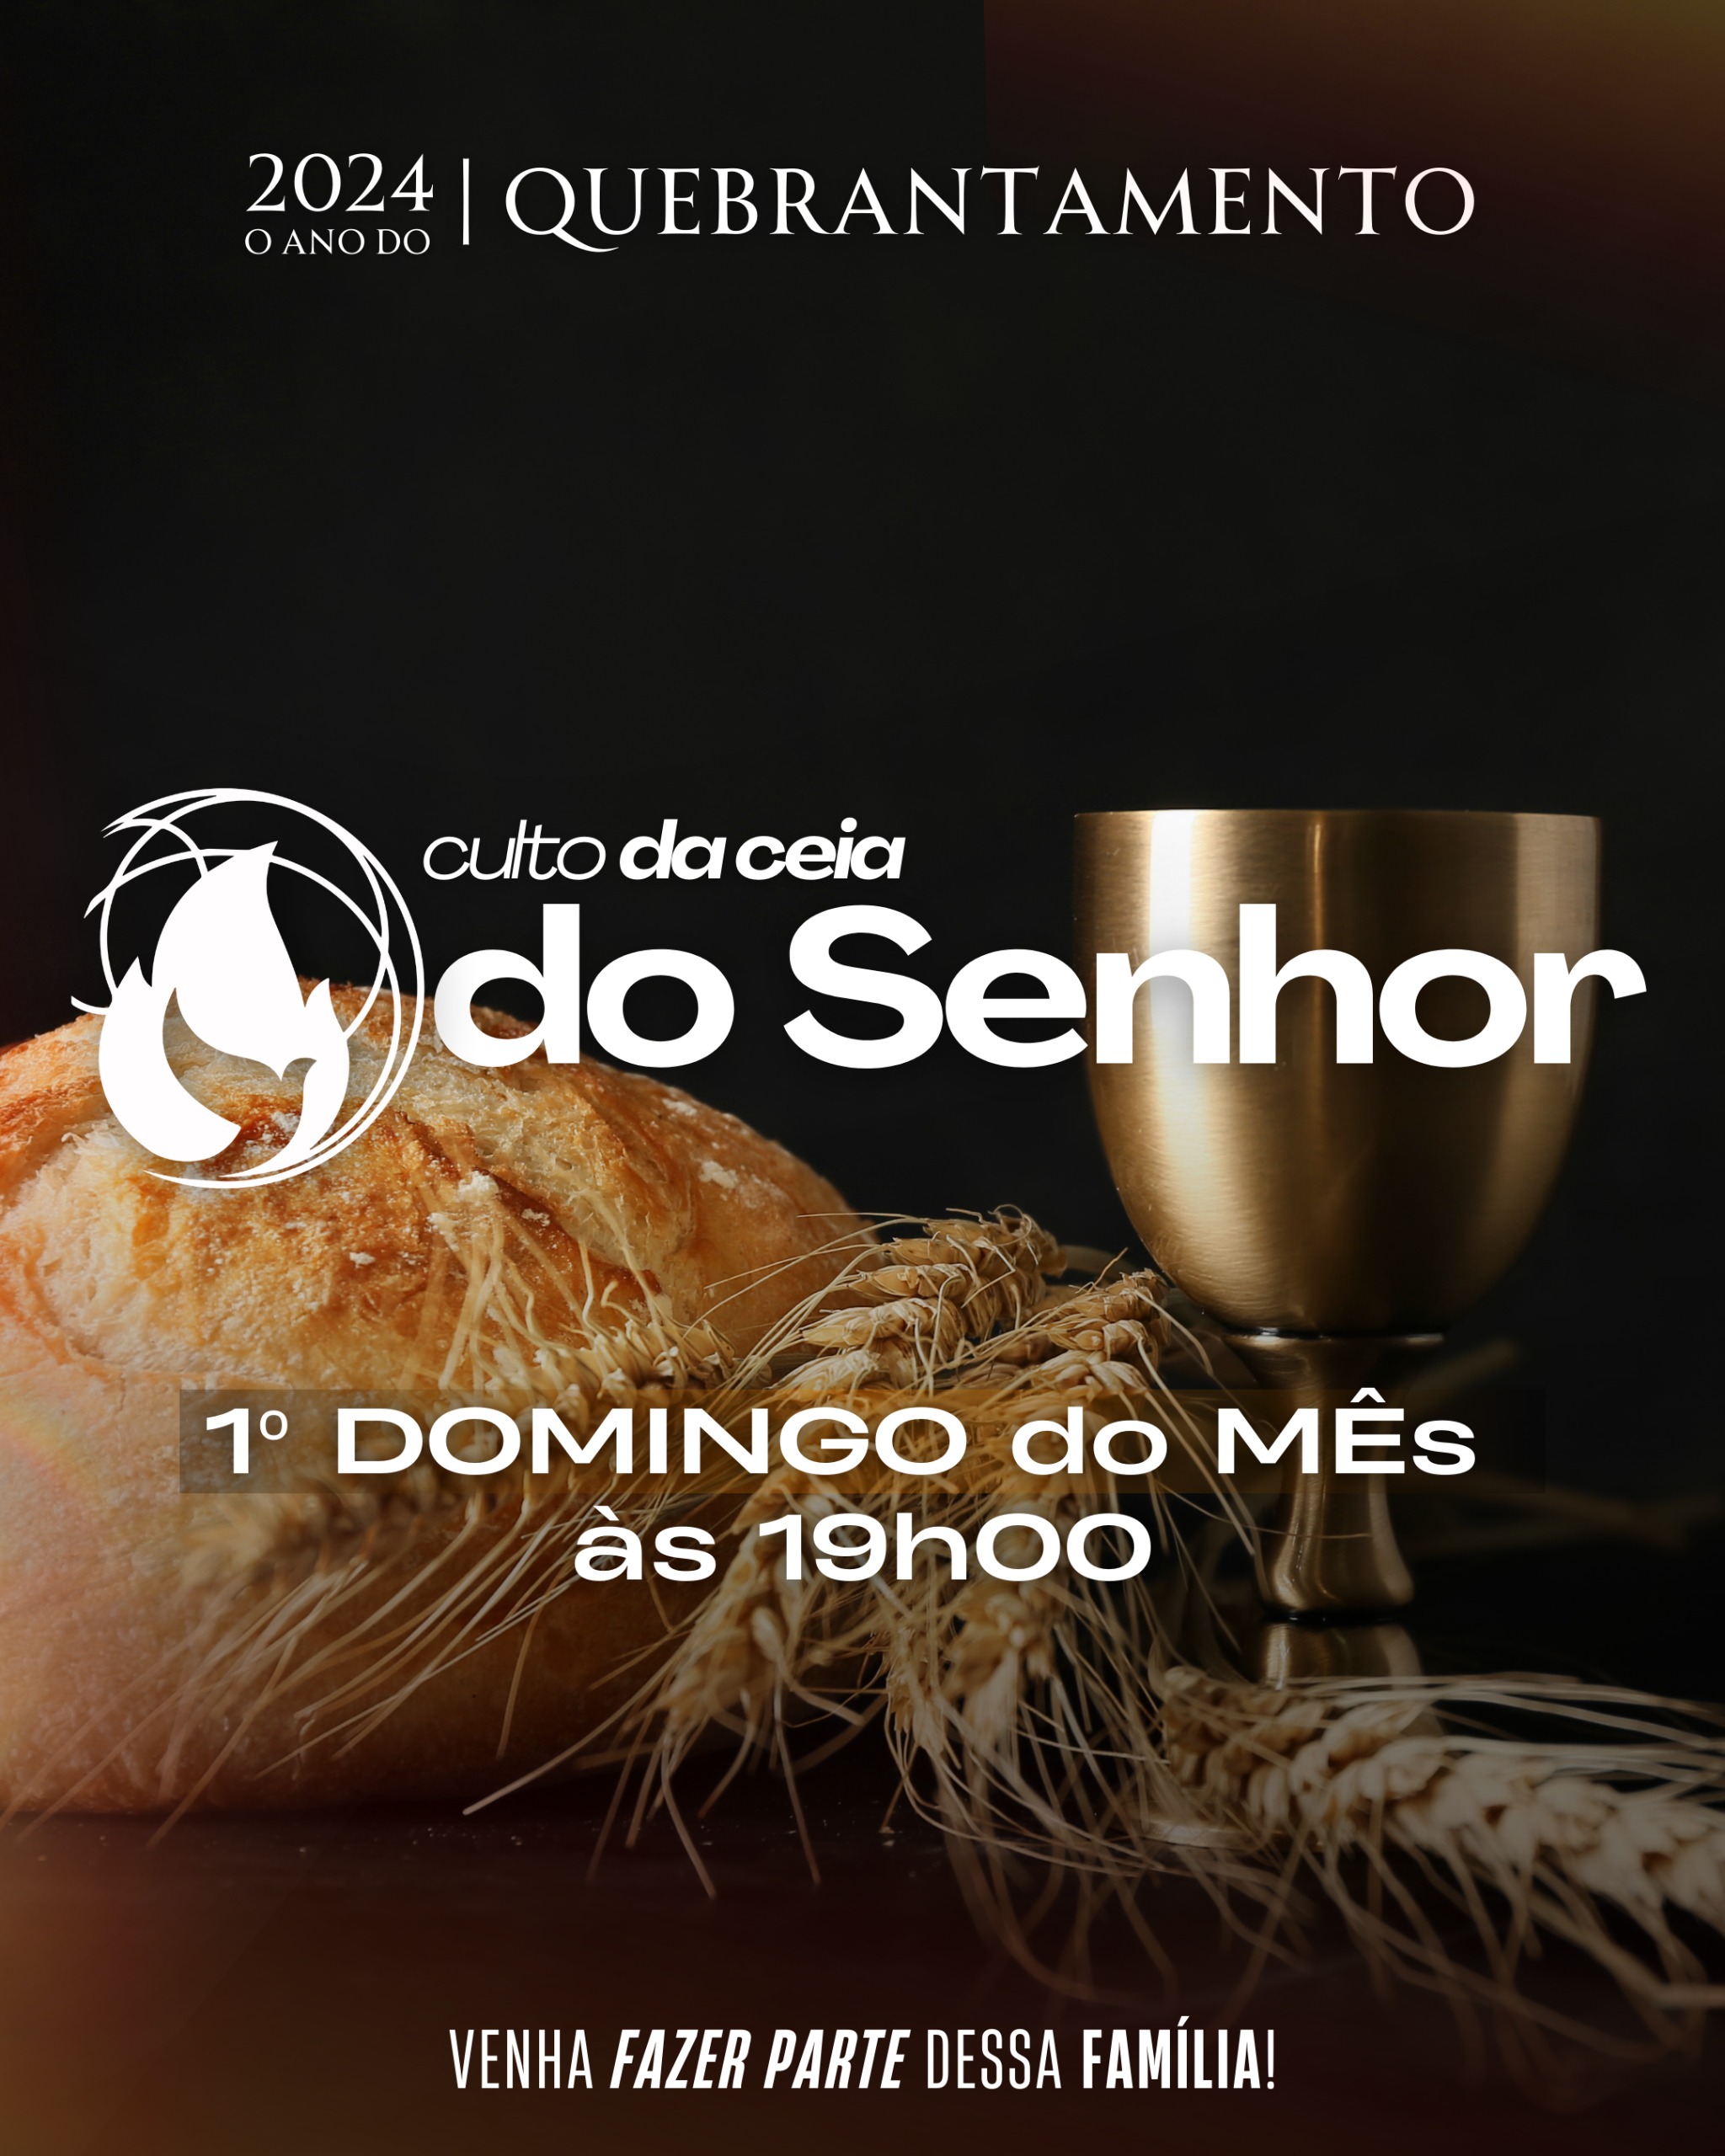 2024 | QUEBRANTAMENTO
O ANO DO
culto da ceia
do Senhor
1º DOMINGO do MÊs
às 19h00
VENHA FAZER PARTE DESSA FAMÍLIA!